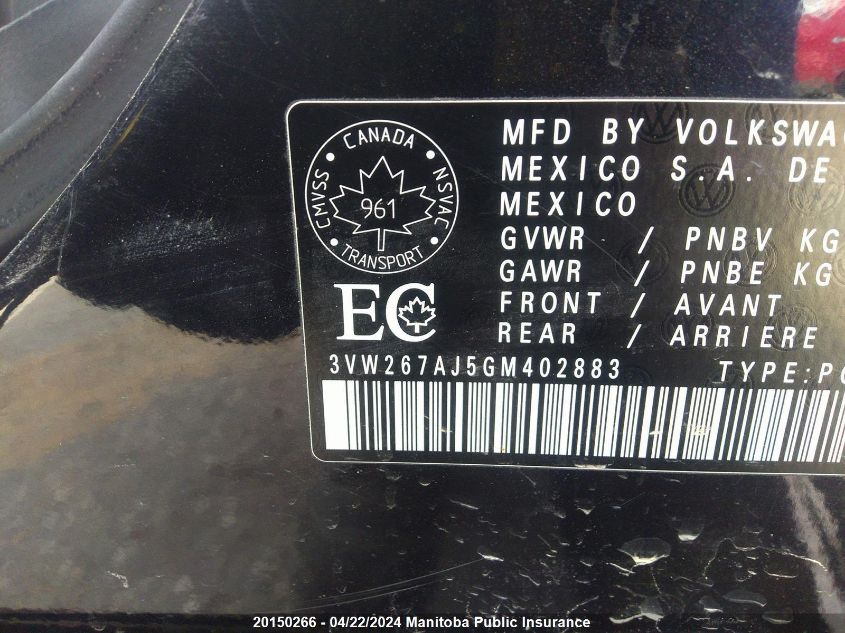 CANADA
CMVSS
NSVAC
961
TRANSPORT
EC
MFD BY
MEXICO S.A. DE
MEXICO
GVWR / PNBV KG
GAWR / PNBE KG
FRONT / AVANT
REAR / ARRIERE
3VW267AJ5GM402883 TYPE:
20150266 - 04/22/2024 Manitoba Public Insurance